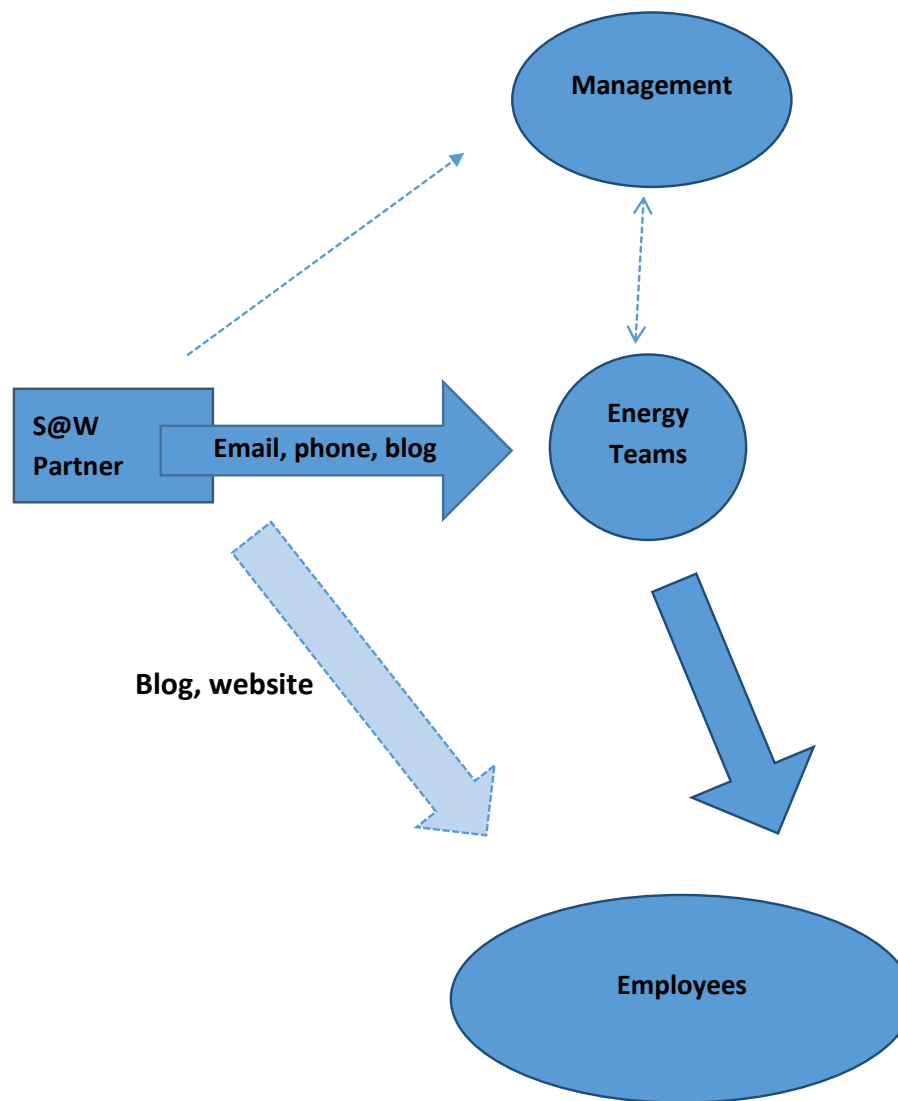 Management
S@W
Partner
Email, phone, blog
Energy
Teams
Blog, website
Employees